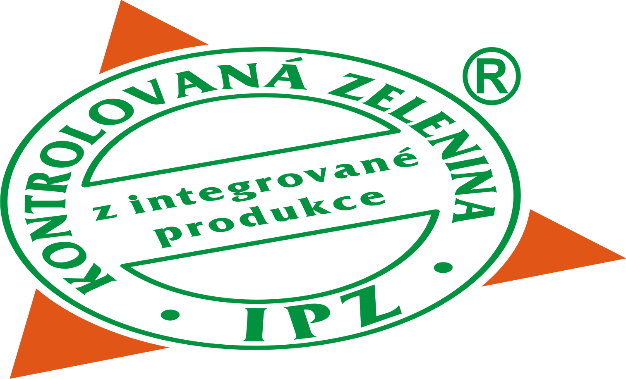 KONTROLOVANÁ ZELENINA
®
z integrované
produkce
• IPZ •